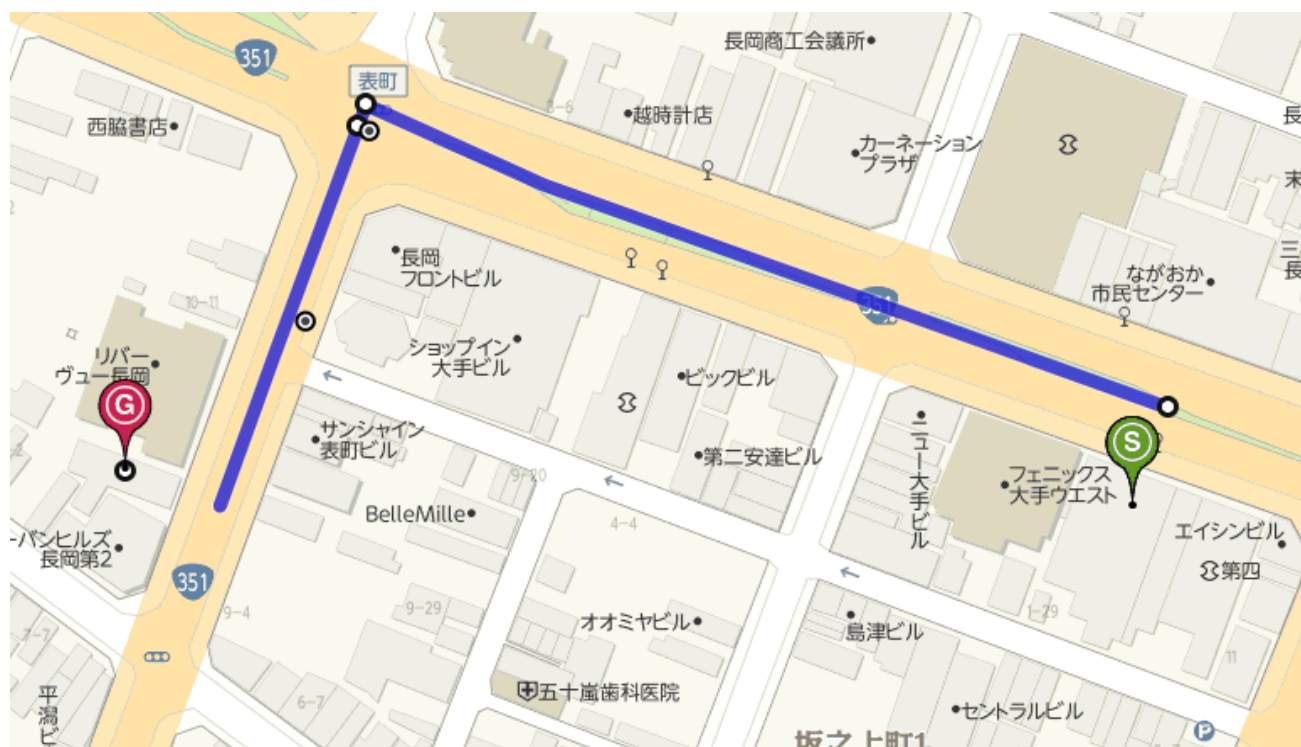 351
表町
長岡商工会議所
西脇書店
3-6
越時計店
カーネーション
プラザ
長
末
三
長
ながおか
市民センター
長岡
フロントビル
10-11
351
リバー
ヴュー長岡
ショップイン
大手ビル
ビックビル
G
S
サンシャイン
表町ビル
9-20
第二安達ビル
ニュー大手ビル
フェニックス
大手ウエスト
BelleMille
4-4
エイシンビル
ーバンヒルズ
長岡第2
第四
351
9-4
9-29
オオミヤビル
1-29
島津ビル
7-7
11
五十嵐歯科医院
6-7
平潟ビ
セントラルビル
P
坂之上町1